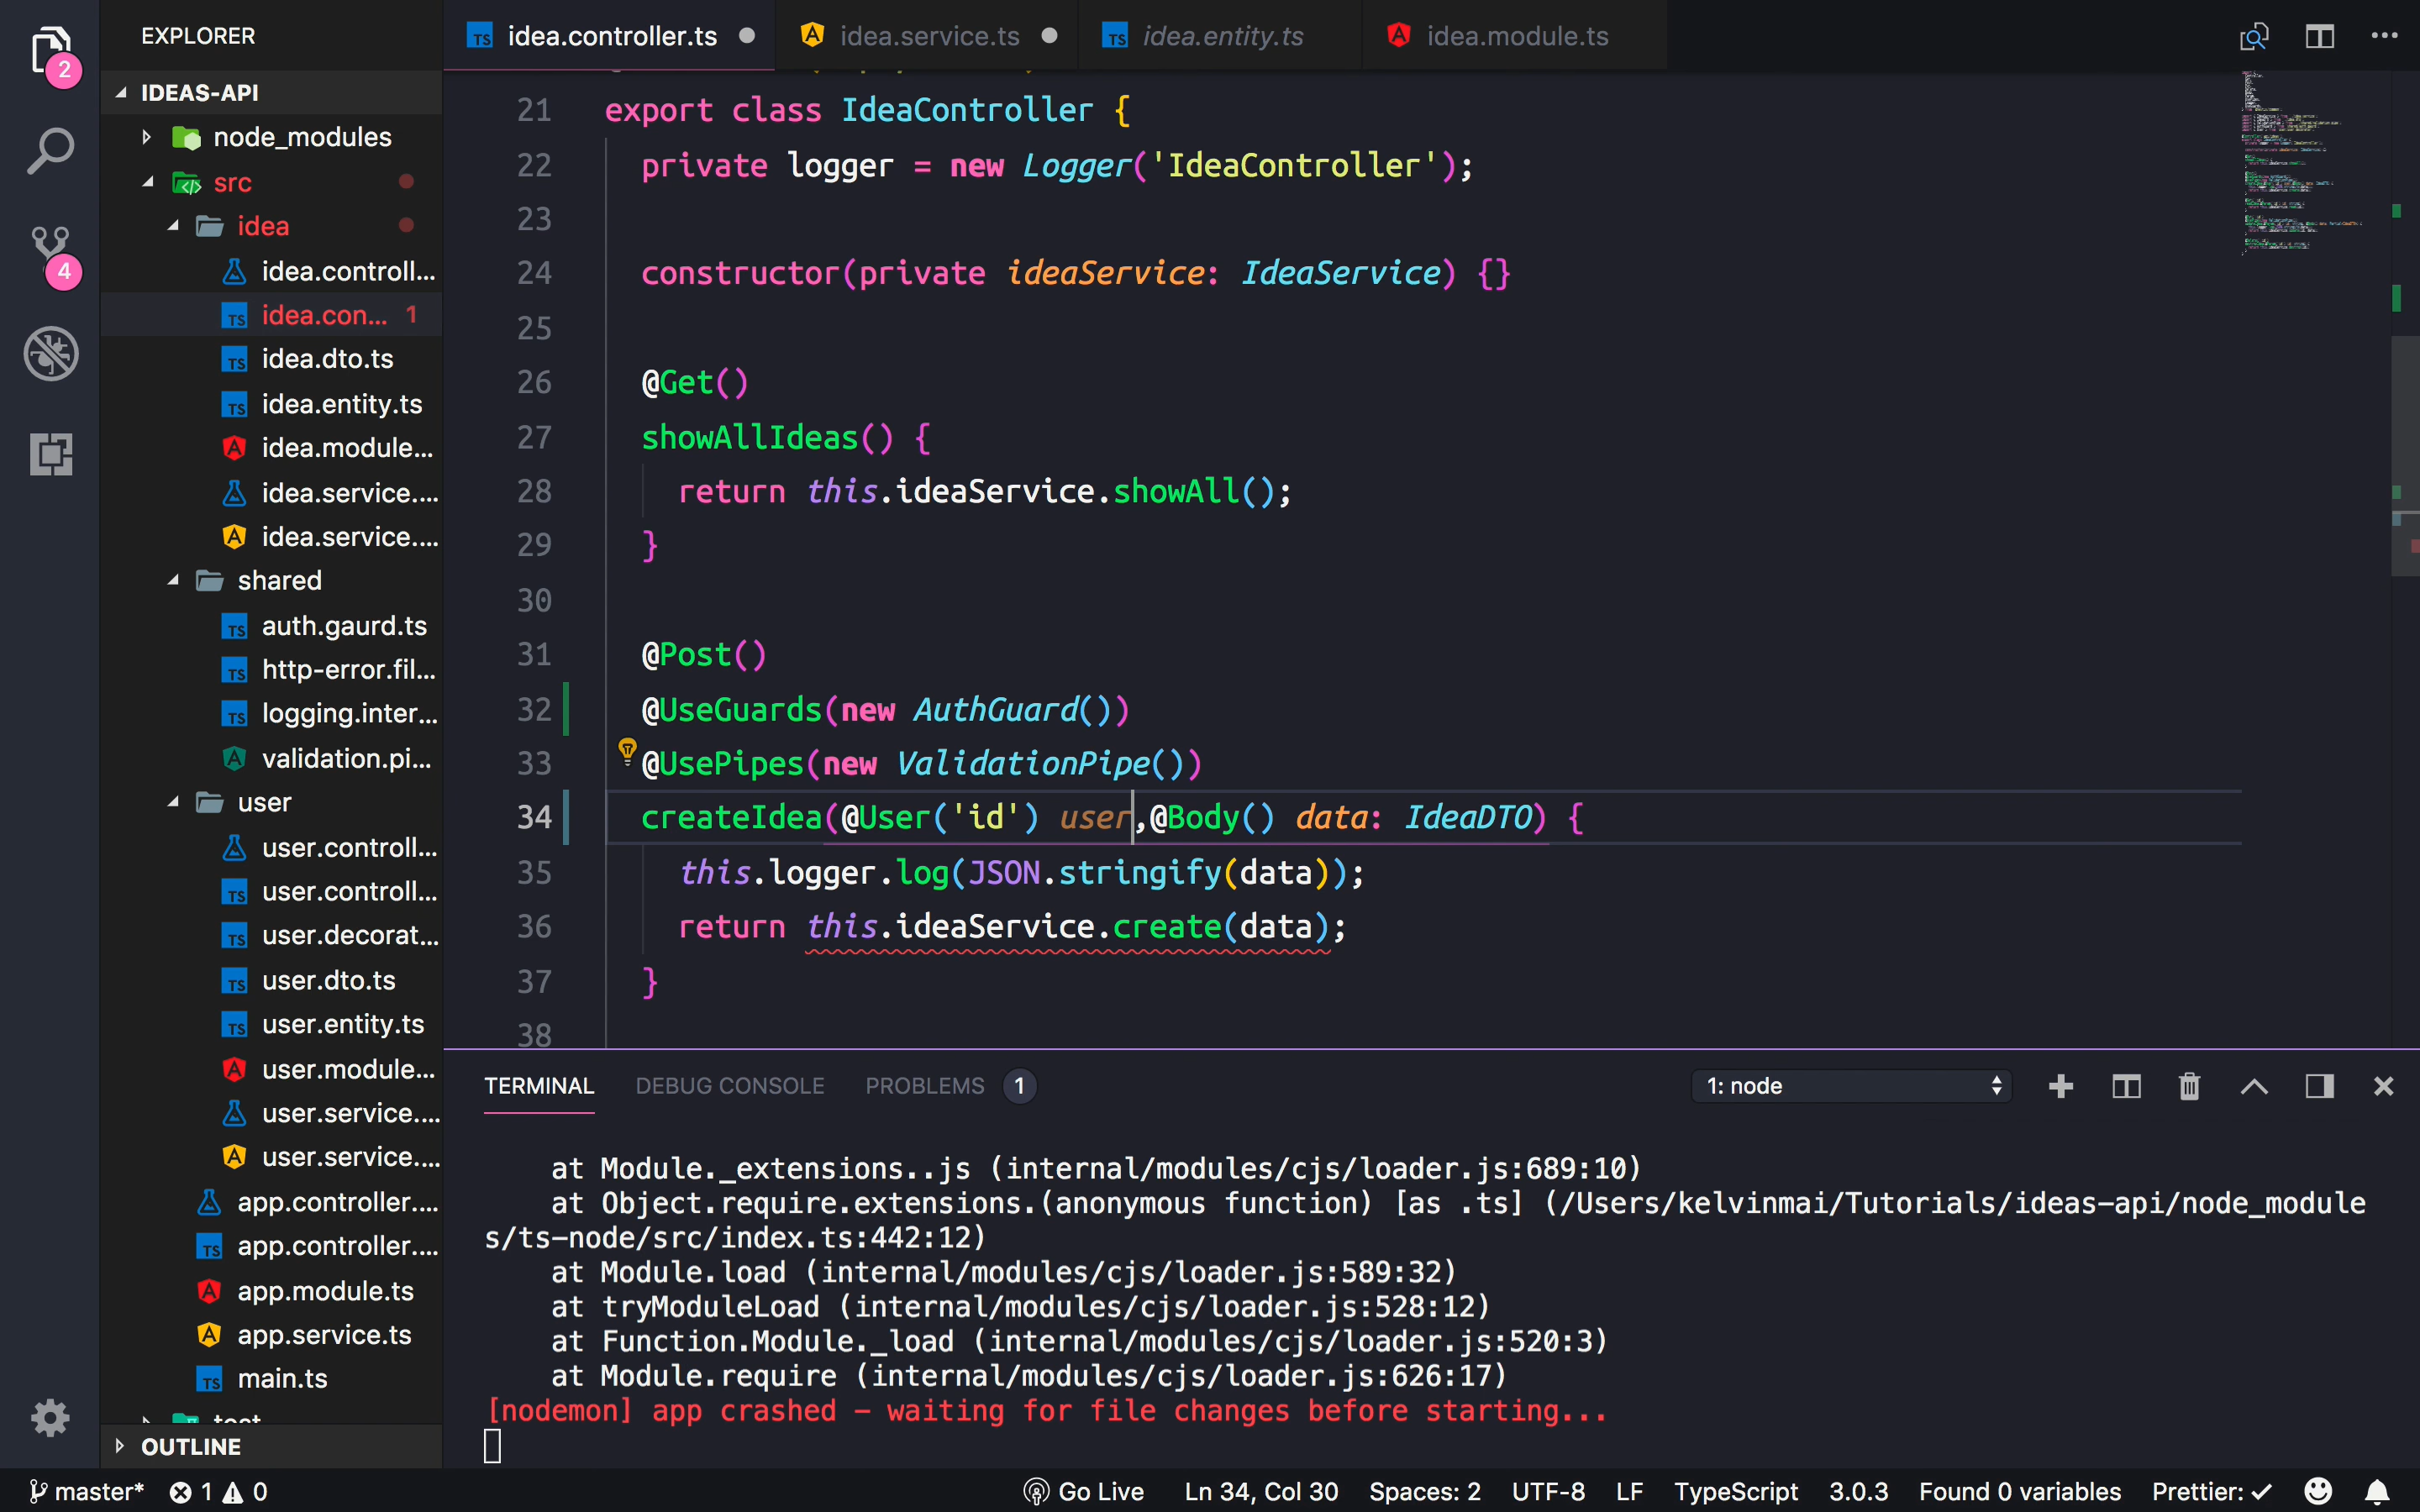 EXPLORER
IDEAS-API
node_modules
src
idea
idea.controll...
idea.con... 1
idea.dto.ts
idea.entity.ts
idea.module...
idea.service....
idea.service....
shared
auth.gaurd.ts
http-error.fil...
logging.inter...
validation.pi...
user
user.controll...
user.controll...
user.decorat...
user.dto.ts
user.entity.ts
user.module...
user.service....
user.service....
app.controller....
app.controller....
app.module.ts
app.service.ts
main.ts
test
OUTLINE
2
4
idea.controller.ts
idea.service.ts
idea.entity.ts
idea.module.ts
21 export class IdeaController {
22 private logger = new Logger('IdeaController');
23
24 constructor(private ideaService: IdeaService) {}
25
26 @Get()
27 showAllIdeas() {
28 return this.ideaService.showAll();
29 }
30
31 @Post()
32 @UseGuards(new AuthGuard())
33 @UsePipes(new ValidationPipe())
34 createIdea(@User('id') user,@Body() data: IdeaDTO) {
35 this.logger.log(JSON.stringify(data));
36 return this.ideaService.create(data);
37 }
38
TERMINAL DEBUG CONSOLE PROBLEMS 1 1: node
at Module._extensions..js (internal/modules/cjs/loader.js:689:10)
at Object.require.extensions.(anonymous function) [as .ts] (/Users/kelvinmai/Tutorials/ideas-api/node_module
s/ts-node/src/index.ts:442:12)
at Module.load (internal/modules/cjs/loader.js:589:32)
at tryModuleLoad (internal/modules/cjs/loader.js:528:12)
at Function.Module._load (internal/modules/cjs/loader.js:520:3)
at Module.require (internal/modules/cjs/loader.js:626:17)
[nodemon] app crashed - waiting for file changes before starting...
master* 1 0 Go Live Ln 34, Col 30 Spaces: 2 UTF-8 LF TypeScript 3.0.3 Found 0 variables Prettier: ✓